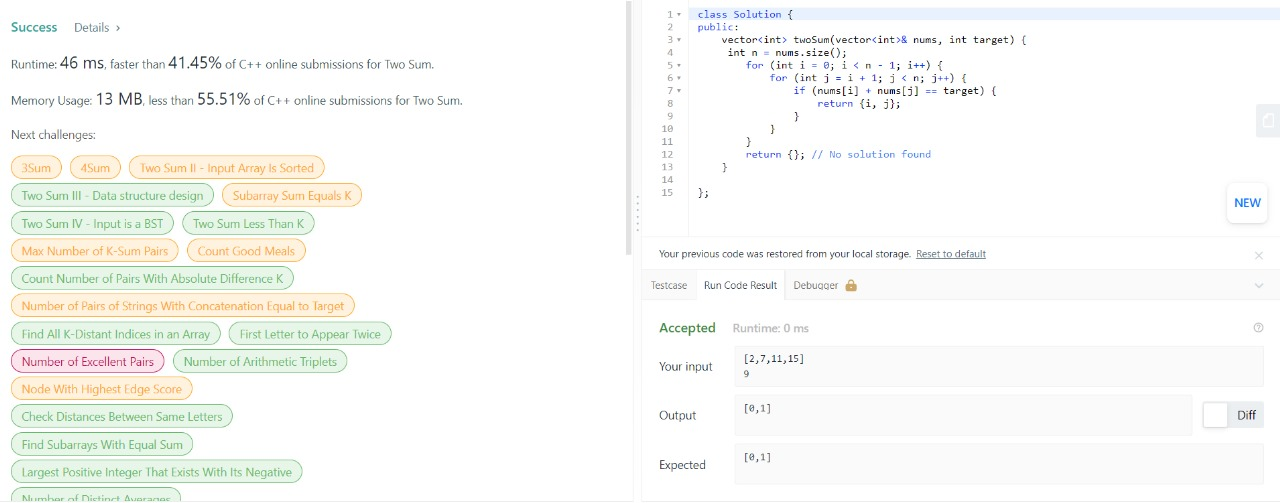 Success Details >
Runtime: 46 ms, faster than 41.45% of C++ online submissions for Two Sum.
Memory Usage: 13 MB, less than 55.51% of C++ online submissions for Two Sum.
Next challenges:
3Sum 4Sum Two Sum II - Input Array Is Sorted
Two Sum III - Data structure design Subarray Sum Equals K
Two Sum IV - Input is a BST Two Sum Less Than K
Max Number of K-Sum Pairs Count Good Meals
Count Number of Pairs With Absolute Difference K
Number of Pairs of Strings With Concatenation Equal to Target
Find All K-Distant Indices in an Array First Letter to Appear Twice
Number of Excellent Pairs Number of Arithmetic Triplets
Node With Highest Edge Score
Check Distances Between Same Letters
Find Subarrays With Equal Sum
Largest Positive Integer That Exists With Its Negative
Number of Distinct Averages
1 class Solution {
2 public:
3 vector<int> twoSum(vector<int>& nums, int target) {
4 int n = nums.size();
5 for (int i = 0; i < n - 1; i++) {
6 for (int j = i + 1; j < n; j++) {
7 if (nums[i] + nums[j] == target) {
8 return {i, j};
9 }
10 }
11 }
12 return {}; // No solution found
13 }
14
15 };
NEW
Your previous code was restored from your local storage. Reset to default
Testcase Run Code Result Debugger
Accepted Runtime: 0 ms
Your input
[2,7,11,15]
9
Output [0,1] Diff
Expected [0,1]